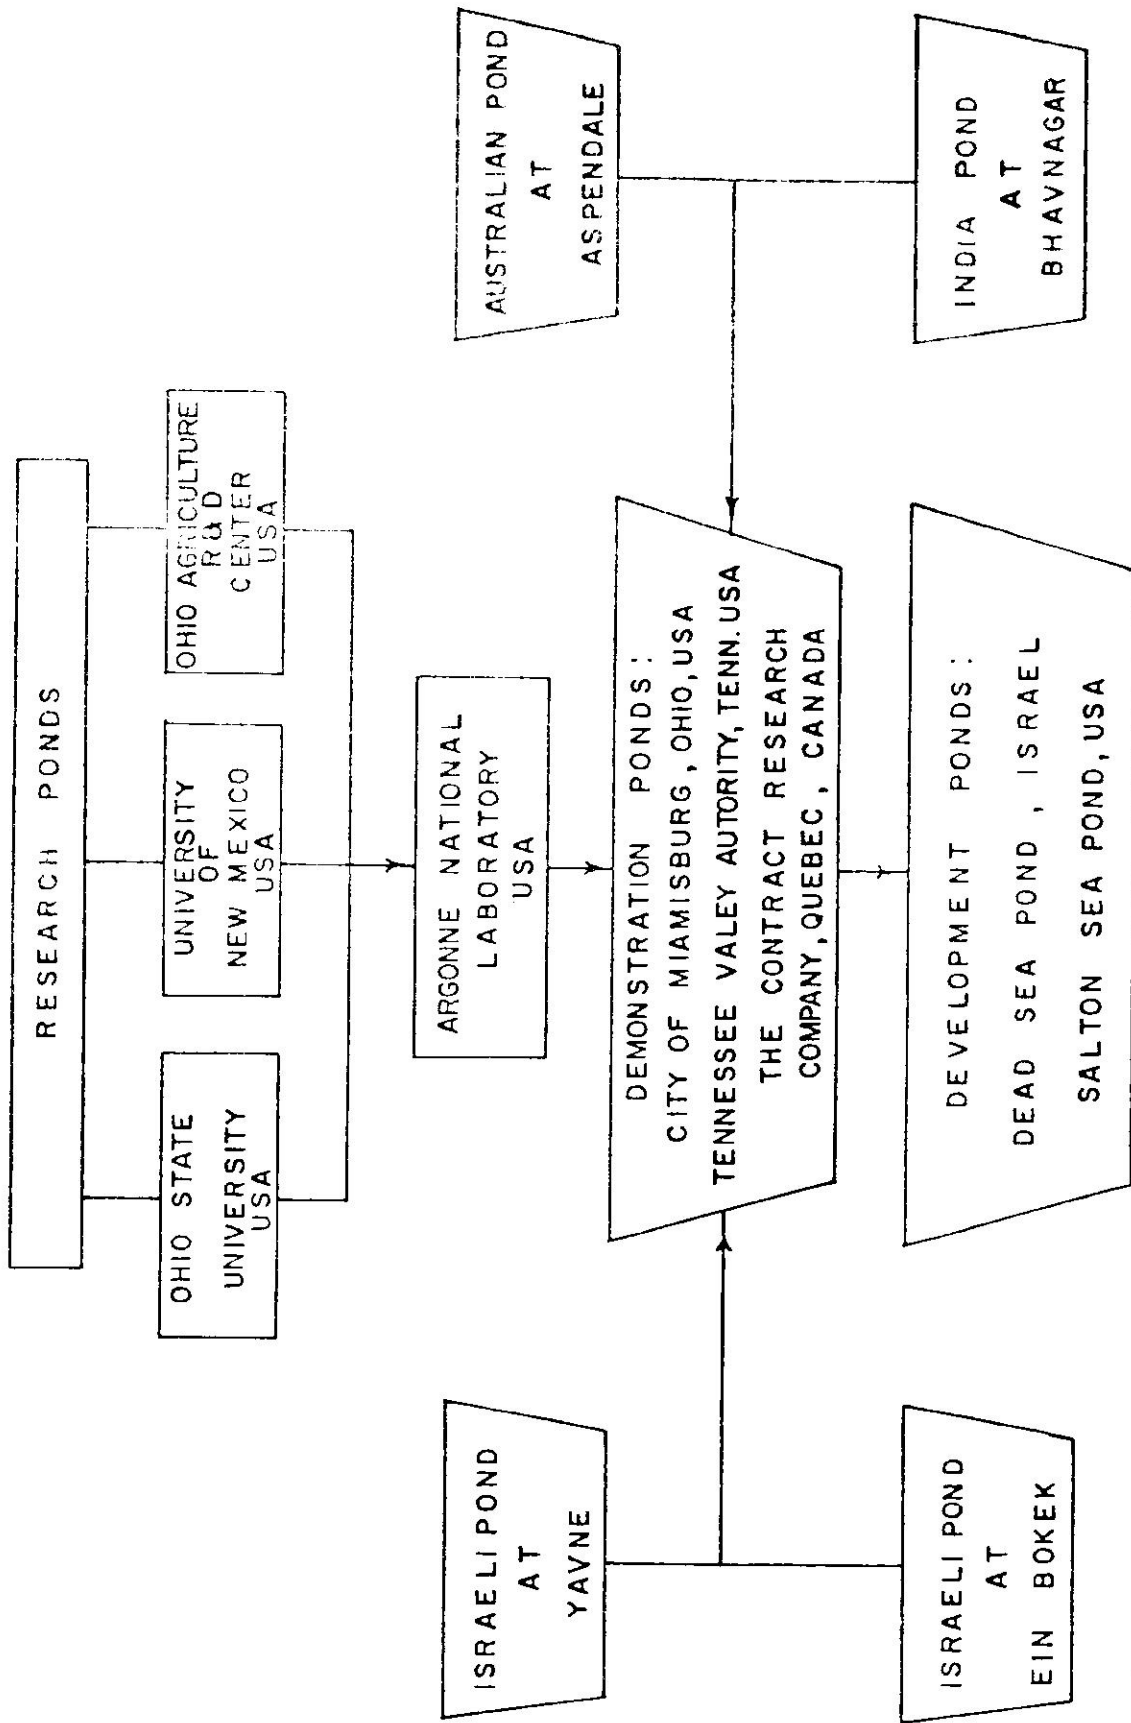 RESEARCH PONDS
OHIO STATE
UNIVERSITY
USA
UNIVERSITY
OF
NEW MEXICO
USA
OHIO AGRICULTURE
R & D
CENTER
USA
ARGONNE NATIONAL
LABORATORY
USA
ISRAELI POND
AT
YAVNE
AUSTRALIAN POND
AT
ASPENDALE
DEMONSTRATION PONDS:
CITY OF MIAMISBURG, OHIO, USA
TENNESSEE VALEY AUTORITY, TENN. USA
THE CONTRACT RESEARCH
COMPANY, QUEBEC, CANADA
ISRAELI POND
AT
EIN BOKEK
INDIA POND
AT
BHAVNAGAR
DEVELOPMENT PONDS:
DEAD SEA POND, ISRAEL
SALTON SEA POND, USA